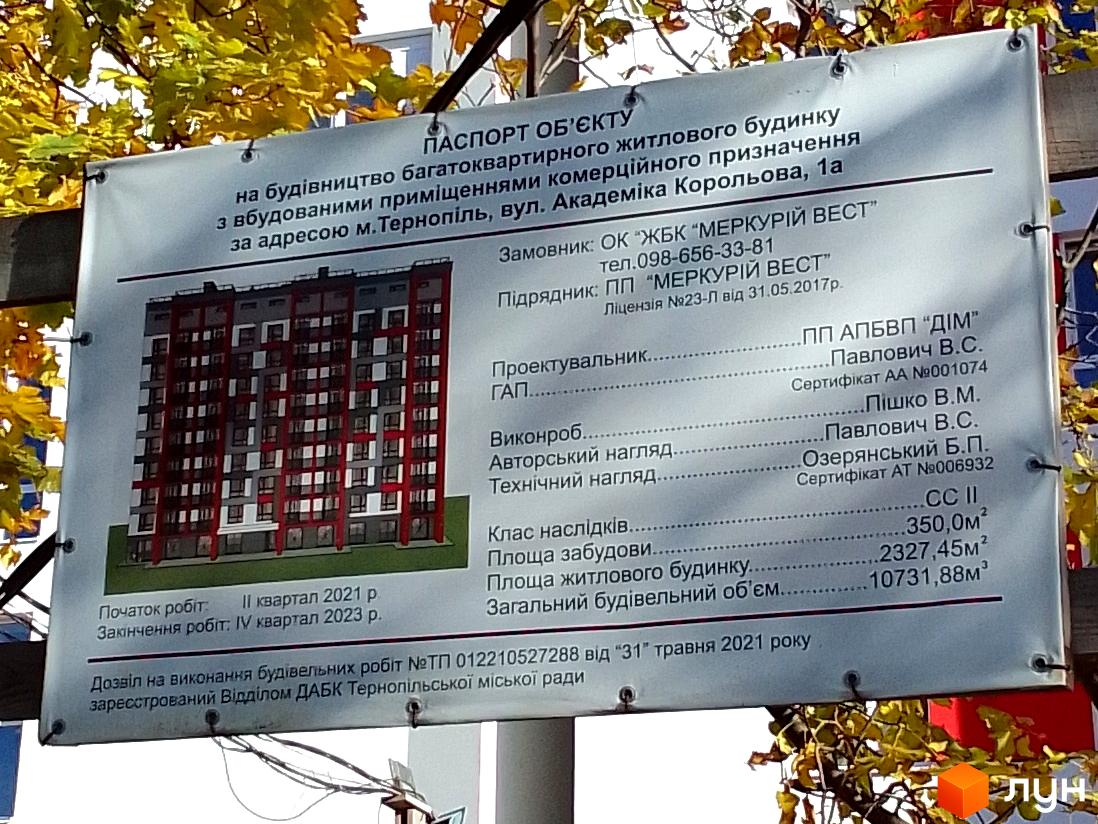 ПАСПОРТ ОБ'ЄКТУ
на будівництво багатоквартирного житлового будинку
з вбудованими приміщеннями комерційного призначення
за адресою м.Тернопіль, вул. Академіка Корольова, 1а
Замовник: ОК "ЖБК "МЕРКУРІЙ ВЕСТ"
тел.098-656-33-81
Підрядник: ПП "МЕРКУРІЙ ВЕСТ"
Ліцензія №23-Л від 31.05.2017р.
Проектувальник...................ПП АПБВП "ДІМ"
ГАП......................................Павлович В.С.
Сертифікат АА №001074
Виконроб....................................Пішко В.М.
Авторський нагляд...................Павлович В.С.
Технічний нагляд..................Озерянський Б.П.
Сертифікат АТ №006932
Клас наслідків.....................................СС ІІ
Площа забудови................................350,0м²
Площа житлового будинку................2327,45м²
Загальний будівельний об'єм...........10731,88м³
Початок робіт: ІІ квартал 2021 р
Закінчення робіт: IV квартал 2023 р.
Дозвіл на виконання будівельних робіт №ТП 012210527288 від "31" травня 2021 року
зареєстрований Відділом ДАБК Тернопільської міської ради
лун